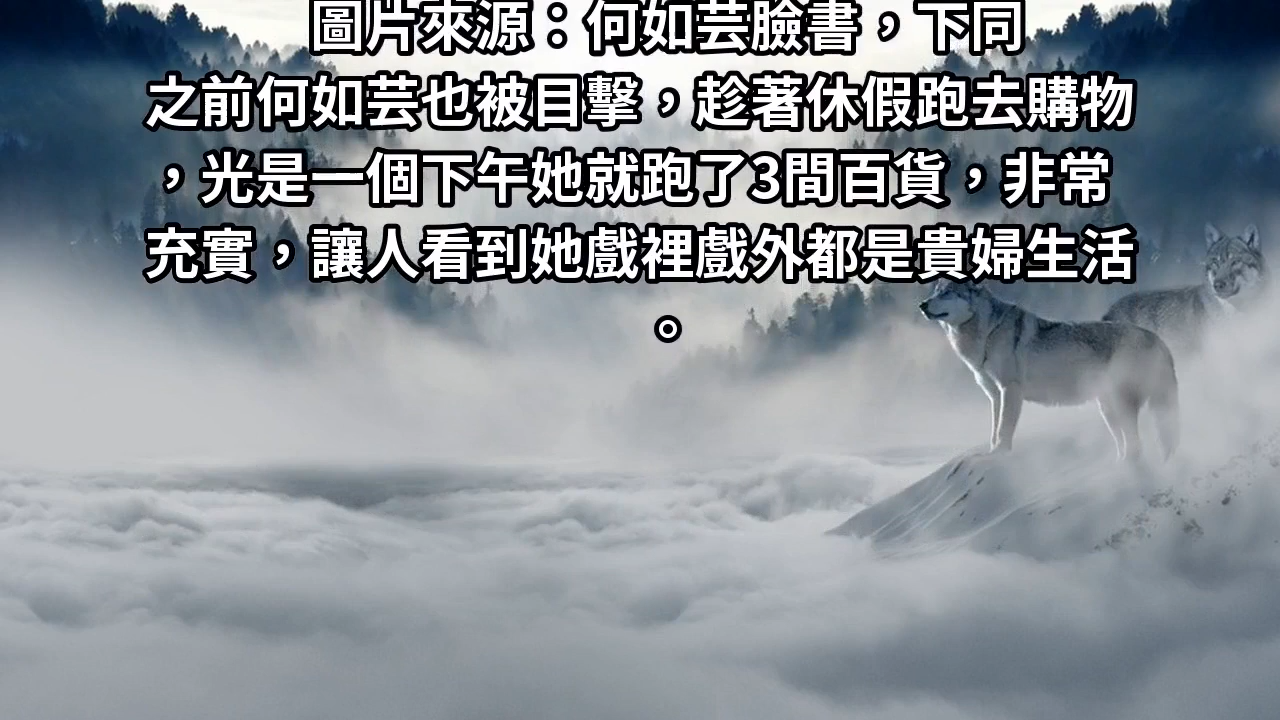 圖片來源：何如芸臉書，下同
之前何如芸也被目擊，趁著休假跑去購物
，光是一個下午她就跑了3間百貨，非常
充實，讓人看到她戲裡戲外都是貴婦生活
。